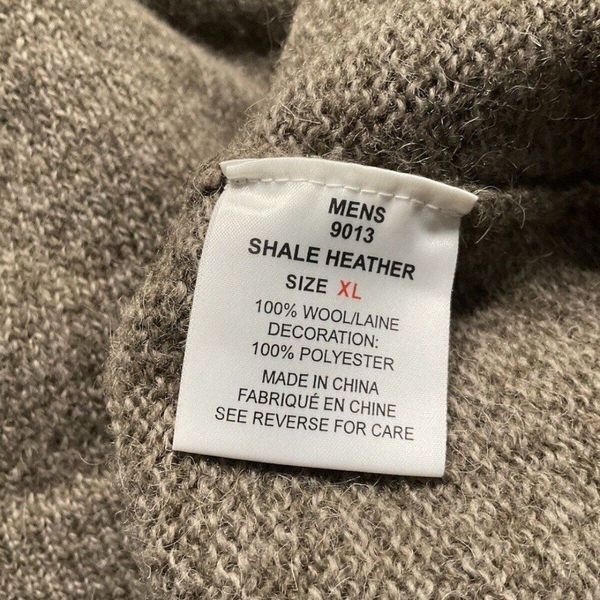 MENS
9013
SHALE HEATHER
SIZE XL
100% WOOL/LAINE
DECORATION:
100% POLYESTER
MADE IN CHINA
FABRIQUÉ EN CHINE
SEE REVERSE FOR CARE